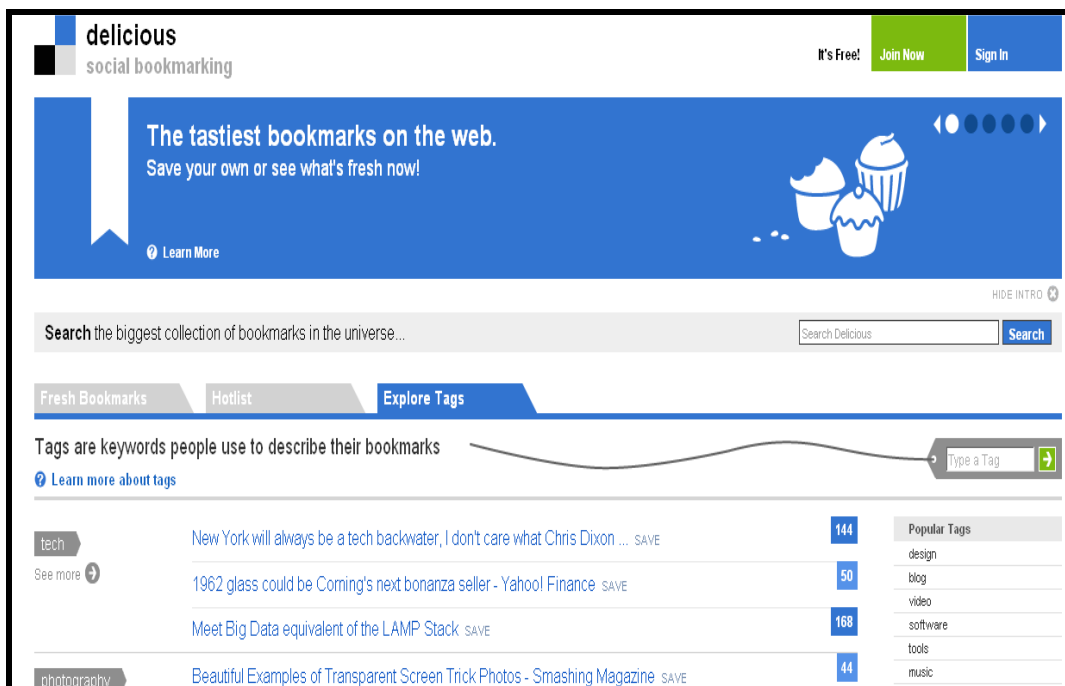 delicious
social bookmarking
It's Free!
Join Now
Sign In
The tastiest bookmarks on the web.
Save your own or see what's fresh now!
? Learn More
HIDE INTRO
Search the biggest collection of bookmarks in the universe...
Search Delicious
Search
Fresh Bookmarks
Hotlist
Explore Tags
Tags are keywords people use to describe their bookmarks
? Learn more about tags
Type a Tag
tech
See more
New York will always be a tech backwater, I don't care what Chris Dixon ... SAVE
144
1962 glass could be Corning's next bonanza seller - Yahoo! Finance SAVE
50
Meet Big Data equivalent of the LAMP Stack SAVE
168
photography
Beautiful Examples of Transparent Screen Trick Photos - Smashing Magazine SAVE
44
Popular Tags
design
blog
video
software
tools
music